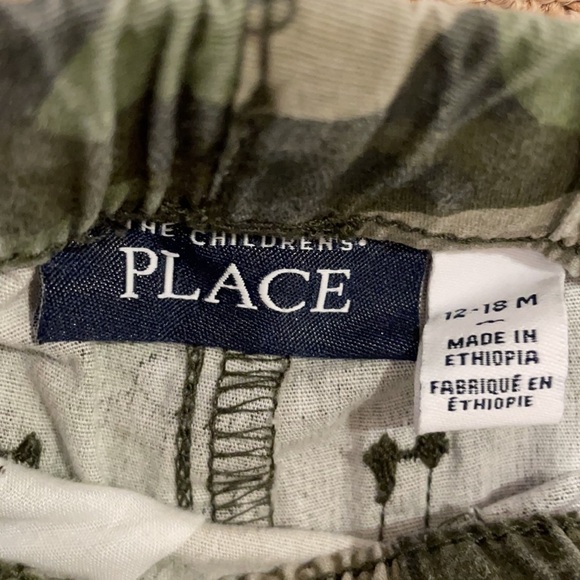 THE CHILDREN'S
PLACE
12-18 M
MADE IN
ETHIOPIA
FABRIQUÉ EN
ÉTHIOPIE